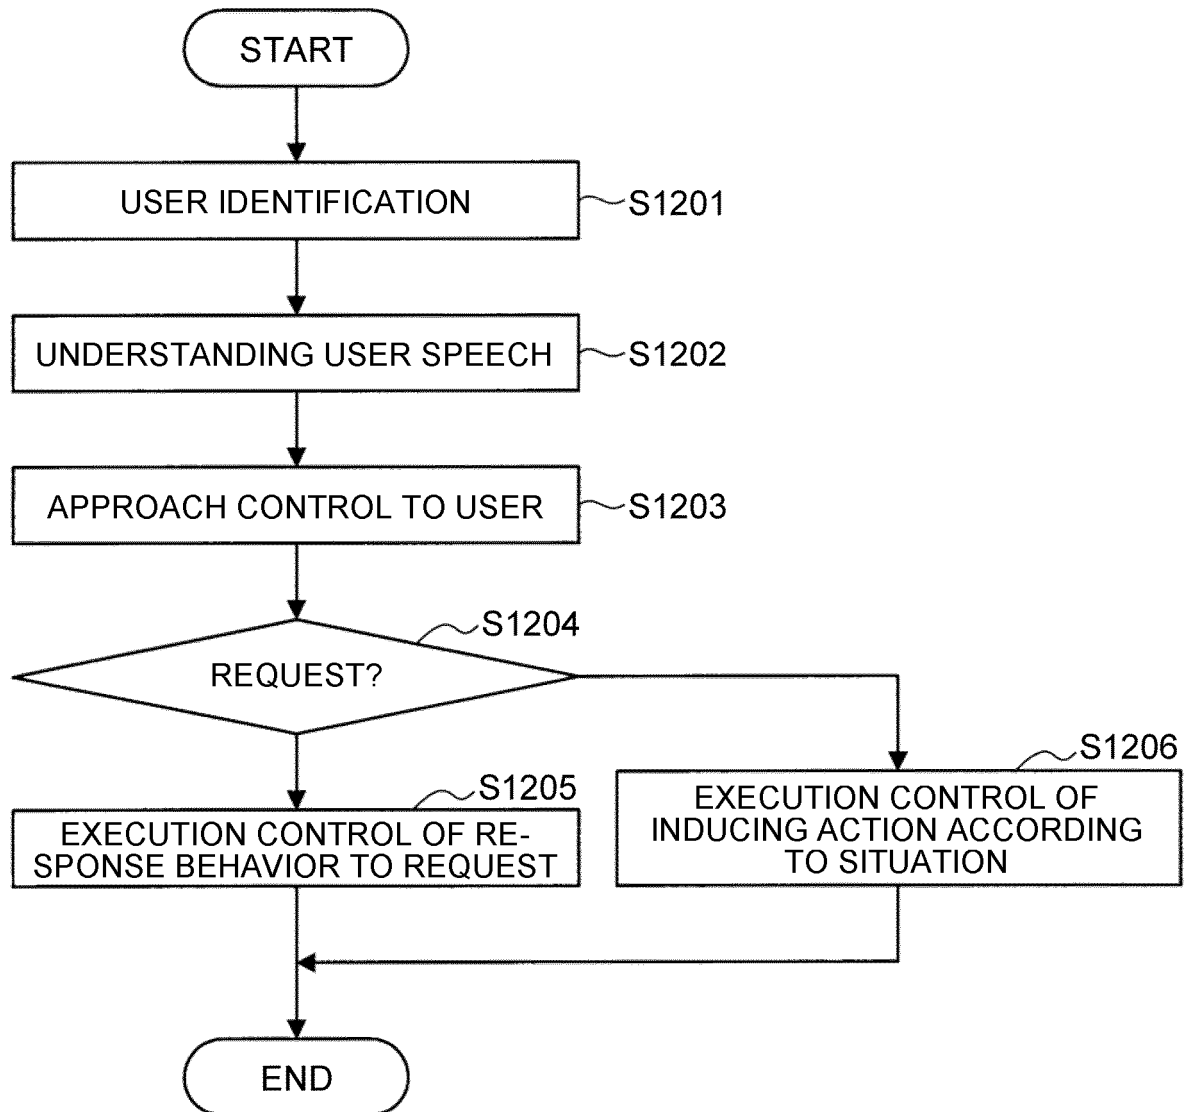 START
USER IDENTIFICATION
S1201
UNDERSTANDING USER SPEECH
S1202
APPROACH CONTROL TO USER
S1203
S1204
REQUEST?
S1205
EXECUTION CONTROL OF RE-
SPONSE BEHAVIOR TO REQUEST
S1206
EXECUTION CONTROL OF
INDUCING ACTION ACCORDING
TO SITUATION
END